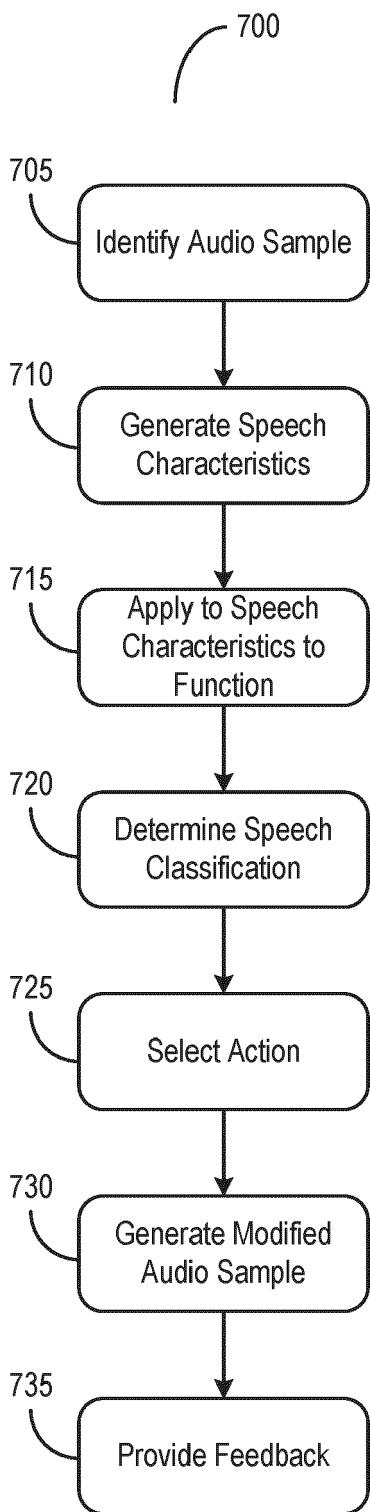 700
705
Identify Audio Sample
710
Generate Speech
Characteristics
715
Apply to Speech
Characteristics to
Function
720
Determine Speech
Classification
725
Select Action
730
Generate Modified
Audio Sample
735
Provide Feedback